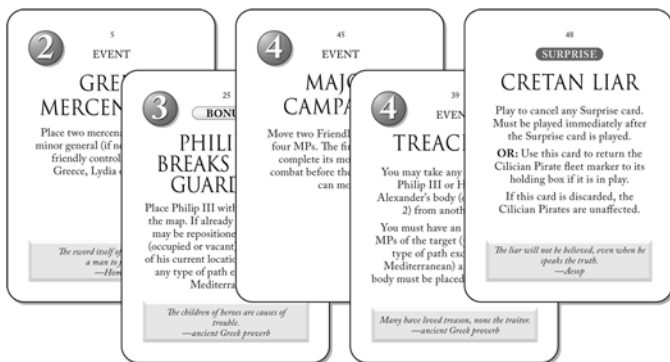 2
5
EVENT
GREE
MERCEN
Place two mercena
minor general (if n
friendly control
Greece, Lydia
The sword itself o
a man to
—Hom
3
25
BONU
PHILI
BREAKS
GUAR
Place Philip III with
the map. If already
may be reposition
(occupied or vacant)
of his current locati
any type of path e
Mediterra
The children of heroes are causes of
trouble.
—ancient Greek proverb
4
45
EVENT
MAJO
CAMPA
Move two Friendl
four MPs. The fi
complete its mo
combat before the
can mo
4
39
EVEN
TREAC
You may take any
Philip III or H
Alexander's body (
2) from anoth
You must have an
MPs of the target (
type of path exc
Mediterranean) a
body must be placed
Many have loved treason, none the traitor.
—ancient Greek proverb
48
SURPRISE
CRETAN LIAR
Play to cancel any Surprise card.
Must be played immediately after
the Surprise card is played.
OR: Use this card to return the
Cilician Pirate fleet marker to its
holding box if it is in play.
If this card is discarded, the
Cilician Pirates are unaffected.
The liar will not be believed, even when he
speaks the truth.
—Aesop